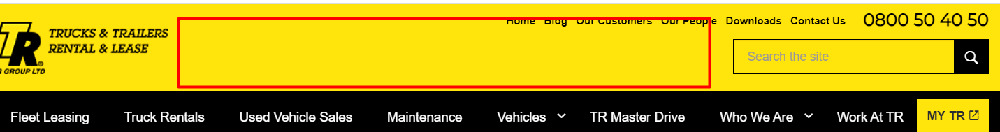 Home Blog Our Customers Our People Downloads Contact Us 0800 50 40 50
TRUCKS & TRAILERS
RENTAL & LEASE
TR®
R GROUP LTD
Search the site
Fleet Leasing Truck Rentals Used Vehicle Sales Maintenance Vehicles TR Master Drive Who We Are Work At TR MY TR